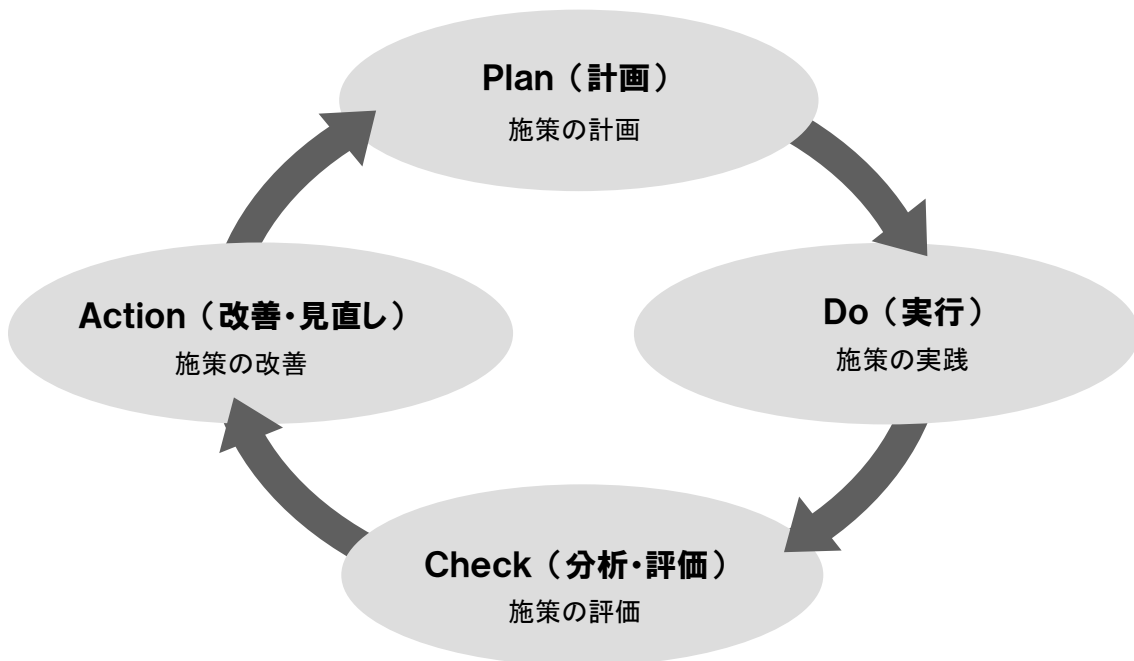 Plan（計画）
施策の計画
Do（実行）
施策の実践
Check（分析・評価）
施策の評価
Action（改善・見直し）
施策の改善